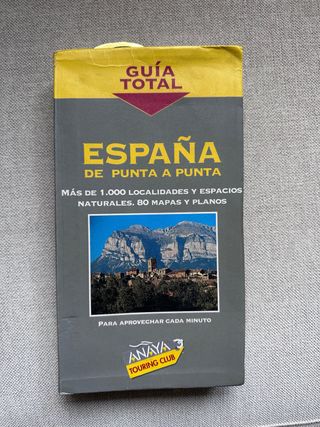 GUÍA
TOTAL
ESPAÑA
DE PUNTA A PUNTA
MÁS DE 1.000 LOCALIDADES Y ESPACIOS
NATURALES. 80 MAPAS Y PLANOS
PARA APROVECHAR CADA MINUTO
ANAYA
TOURING CLUB